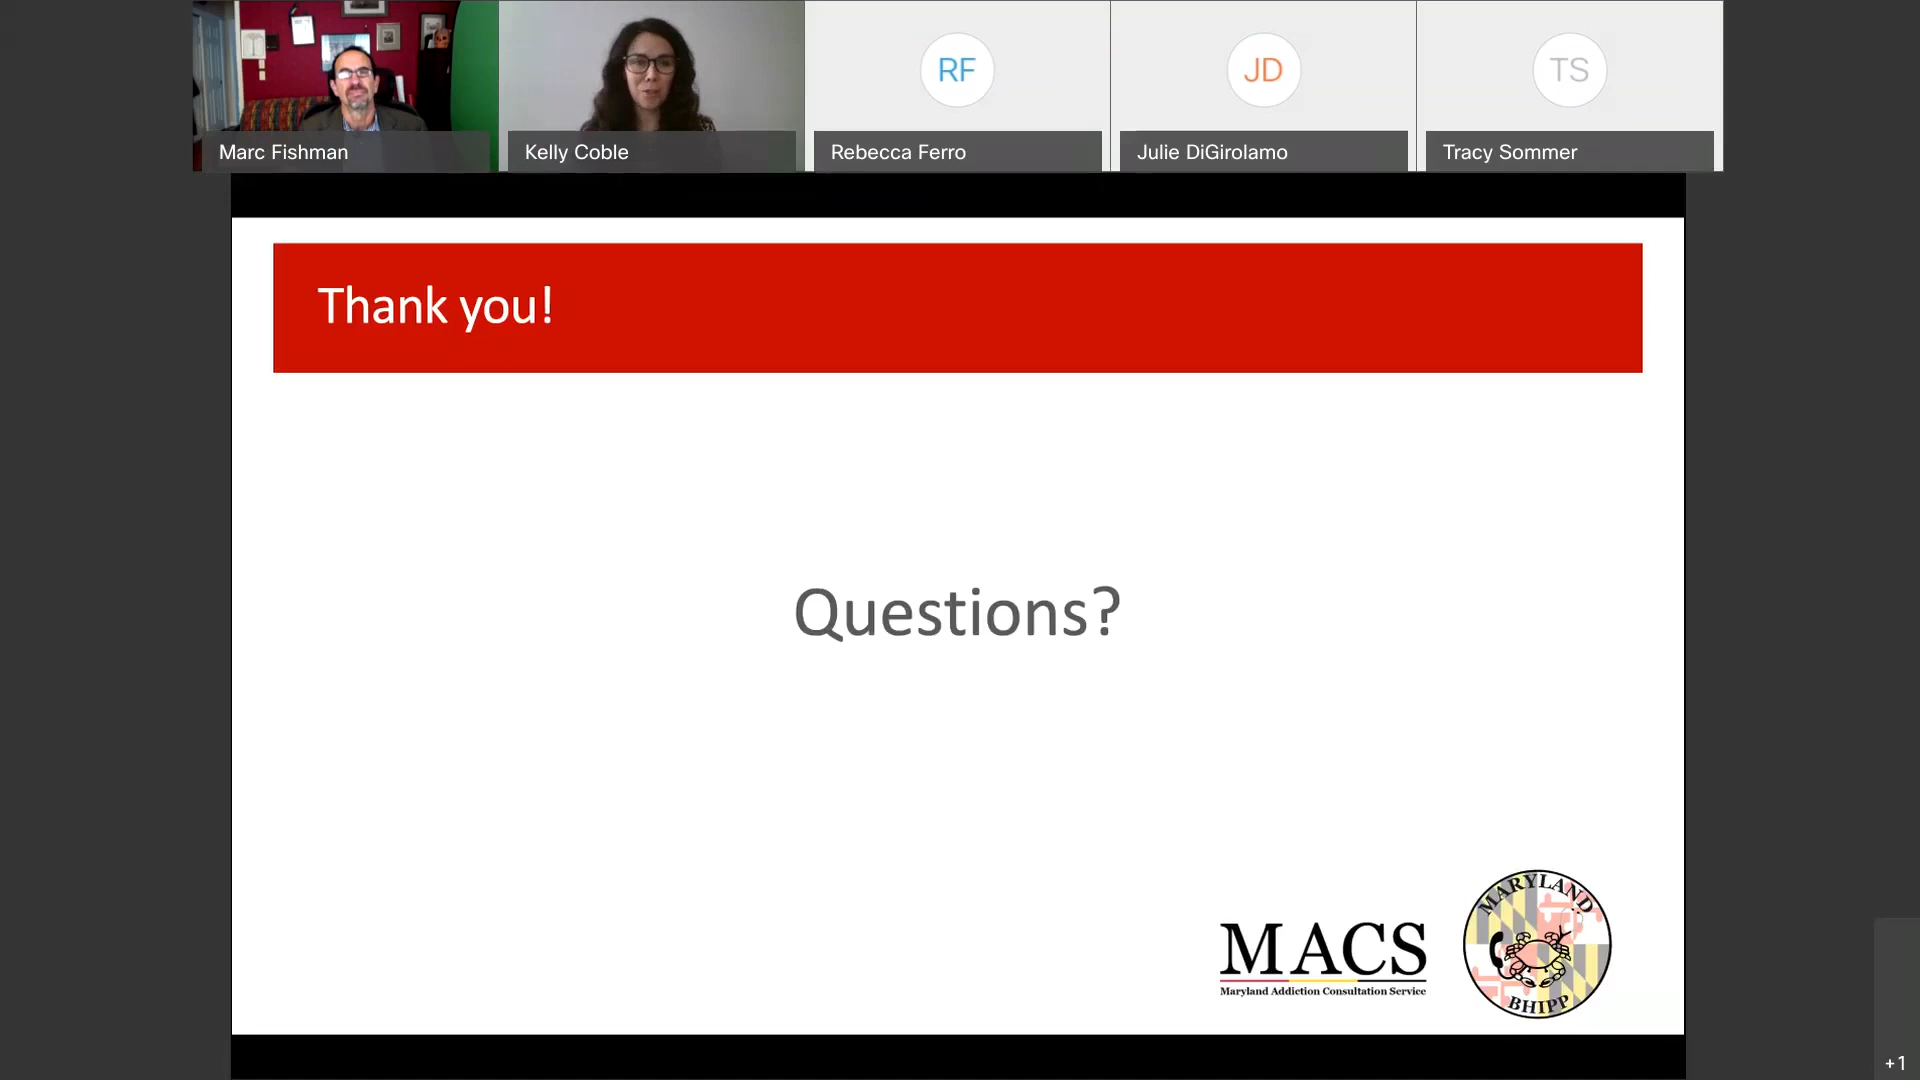 RF
JD
TS
Marc Fishman
Kelly Coble
Rebecca Ferro
Julie DiGirolamo
Tracy Sommer
Thank you!
Questions?
MACS
Maryland Addiction Consultation Service
MARYLAND
BHIPP
+1